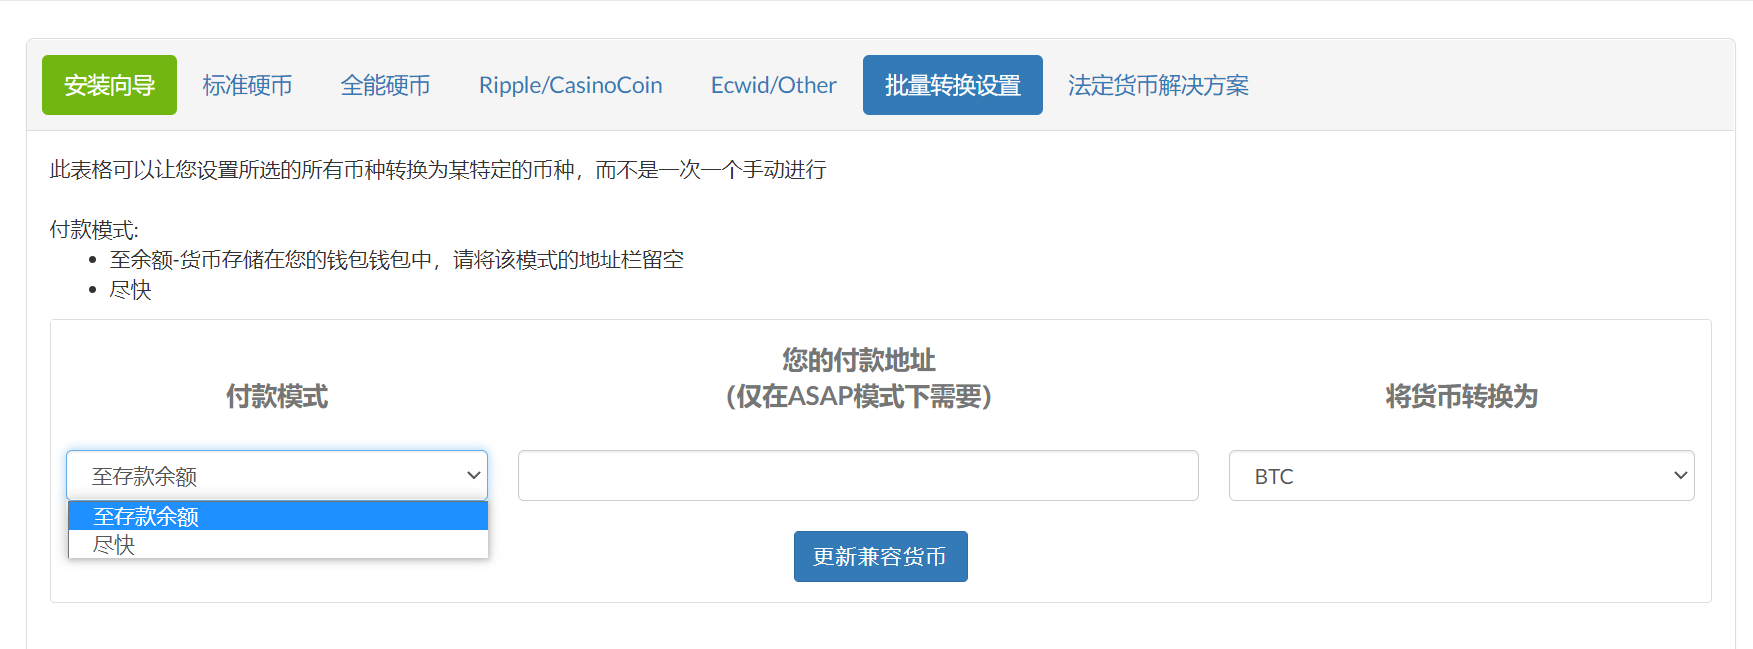 安装向导 标准硬币 全能硬币 Ripple/CasinoCoin Ecwid/Other 批量转换设置 法定货币解决方案
此表格可以让您设置所选的所有币种转换为某特定的币种，而不是一次一个手动进行
付款模式:
至余额-货币存储在您的钱包钱包中，请将该模式的地址栏留空
尽快
付款模式
您的付款地址
（仅在ASAP模式下需要）
将货币转换为
至存款余额
BTC
至存款余额
尽快
更新兼容货币